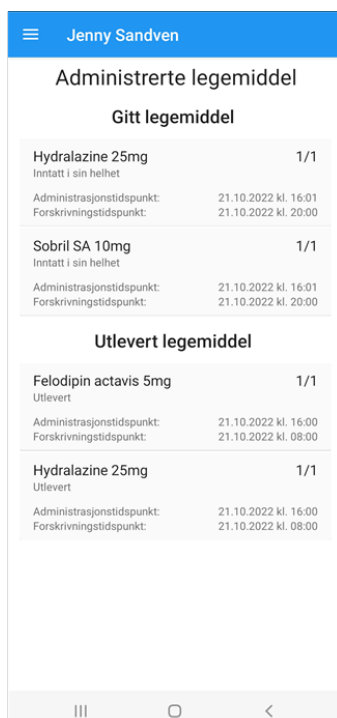 Jenny Sandven
Administrerte legemiddel
Gitt legemiddel
Hydralazine 25mg 1/1
Inntatt i sin helhet
Administrasjonstidspunkt: 21.10.2022 kl. 16:01
Forskrivningstidspunkt: 21.10.2022 kl. 20:00
Sobril SA 10mg 1/1
Inntatt i sin helhet
Administrasjonstidspunkt: 21.10.2022 kl. 16:01
Forskrivningstidspunkt: 21.10.2022 kl. 20:00
Utlevert legemiddel
Felodipin actavis 5mg 1/1
Utlevert
Administrasjonstidspunkt: 21.10.2022 kl. 16:00
Forskrivningstidspunkt: 21.10.2022 kl. 08:00
Hydralazine 25mg 1/1
Utlevert
Administrasjonstidspunkt: 21.10.2022 kl. 16:00
Forskrivningstidspunkt: 21.10.2022 kl. 08:00